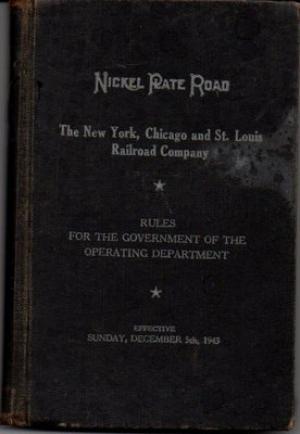 NICKEL PLATE ROAD
The New York, Chicago and St. Louis
Railroad Company
RULES
FOR THE GOVERNMENT OF THE
OPERATING DEPARTMENT
EFFECTIVE
SUNDAY, DECEMBER 5th, 1943